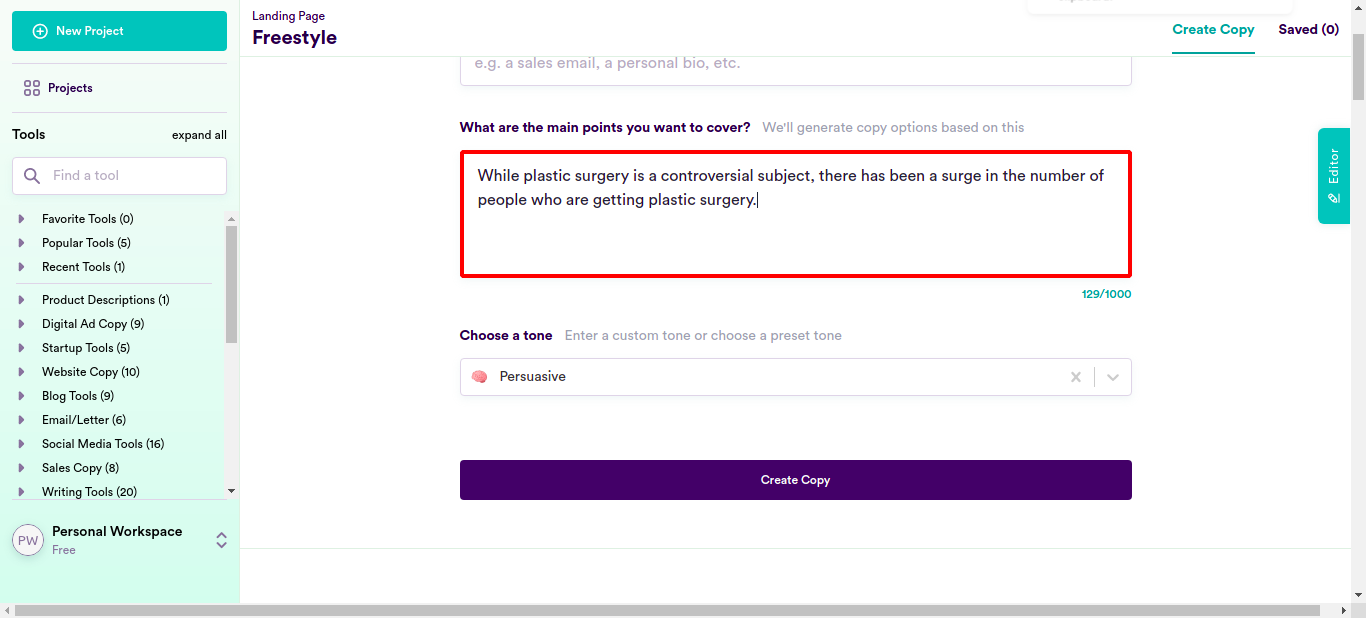 New Project
Projects
Tools
expand all
Find a tool
Favorite Tools (0)
Popular Tools (5)
Recent Tools (1)
Product Descriptions (1)
Digital Ad Copy (9)
Startup Tools (5)
Website Copy (10)
Blog Tools (9)
Email/Letter (6)
Social Media Tools (16)
Sales Copy (8)
Writing Tools (20)
PW
Personal Workspace
Free
Landing Page
Freestyle
Create Copy
Saved (0)
e.g. a sales email, a personal bio, etc.
What are the main points you want to cover? We'll generate copy options based on this
While plastic surgery is a controversial subject, there has been a surge in the number of
people who are getting plastic surgery.
129/1000
Choose a tone Enter a custom tone or choose a preset tone
Persuasive
Create Copy
Editor